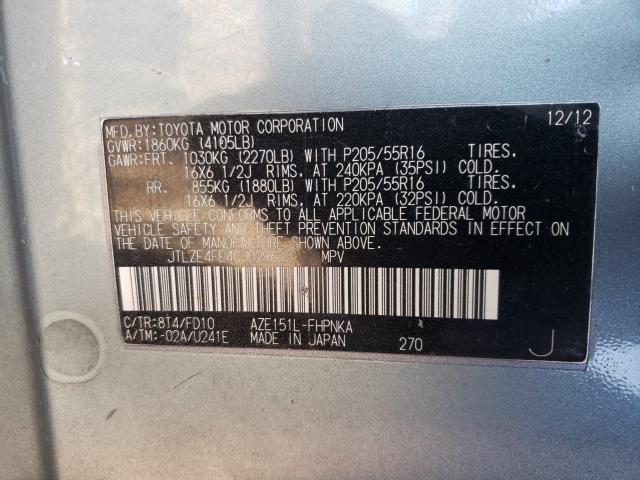 MFD.BY:TOYOTA MOTOR CORPORATION 12/12
GVWR:1860KG (4105LB)
GAWR:FRT. 1030KG (2270LB) WITH P205/55R16 TIRES.
16X6 1/2J RIMS, AT 240KPA (35PSI) COLD.
RR. 855KG (1880LB) WITH P205/55R16 TIRES.
16X6 1/2J RIMS, AT 220KPA (32PSI) COLD.
THIS VEHICLE CONFORMS TO ALL APPLICABLE FEDERAL MOTOR
VEHICLE SAFETY AND THEFT PREVENTION STANDARDS IN EFFECT ON
THE DATE OF MANUFACTURE SHOWN ABOVE.
MPV
C/TR:8T4/FD10 AZE151L-FHPNKA
A/TM:-02A/U241E MADE IN JAPAN 270 J